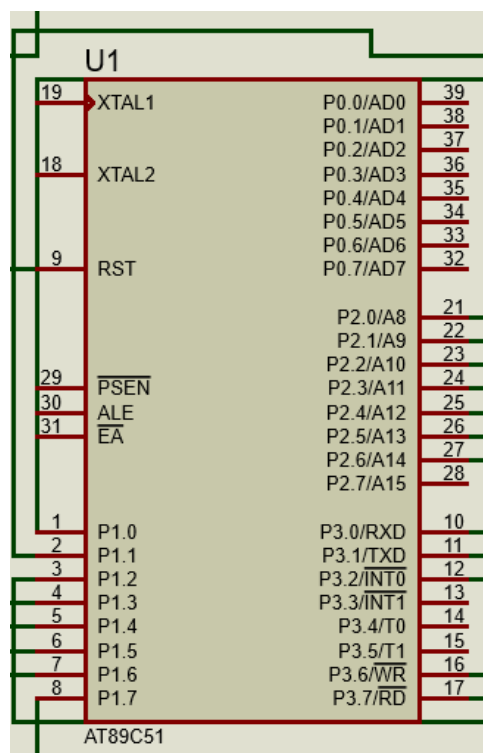 U1
19 XTAL1 P0.0/AD0 39
P0.1/AD1 38
P0.2/AD2 37
18 XTAL2 P0.3/AD3 36
P0.4/AD4 35
P0.5/AD5 34
P0.6/AD6 33
9 RST P0.7/AD7 32
P2.0/A8 21
P2.1/A9 22
P2.2/A10 23
29 PSEN P2.3/A11 24
30 ALE P2.4/A12 25
31 EA P2.5/A13 26
P2.6/A14 27
P2.7/A15 28
1 P1.0 P3.0/RXD 10
2 P1.1 P3.1/TXD 11
3 P1.2 P3.2/INT0 12
4 P1.3 P3.3/INT1 13
5 P1.4 P3.4/T0 14
6 P1.5 P3.5/T1 15
7 P1.6 P3.6/WR 16
8 P1.7 P3.7/RD 17
AT89C51